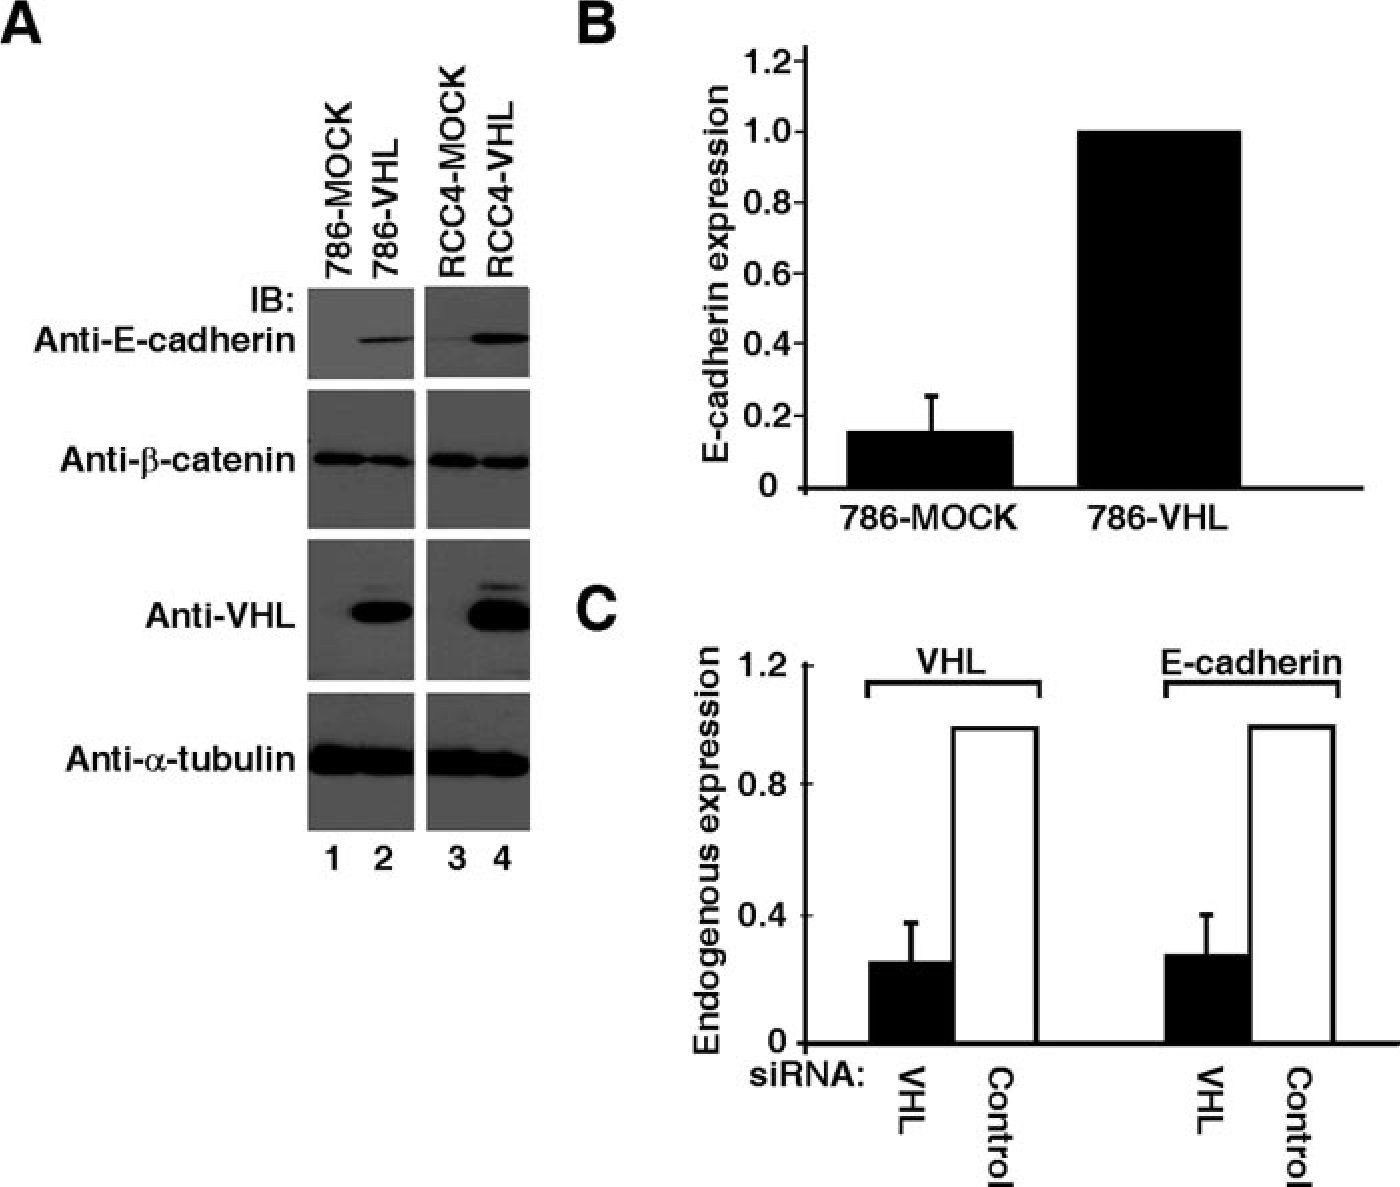 A
786-MOCK
786-VHL
RCC4-MOCK
RCC4-VHL
IB:
Anti-E-cadherin
Anti-β-catenin
Anti-VHL
Anti-α-tubulin
1 2 3 4
B
E-cadherin expression
1.2
1.0
0.8
0.6
0.4
0.2
0
786-MOCK 786-VHL
C
Endogenous expression
1.2
0.8
0.4
0
VHL E-cadherin
siRNA:
VHL
Control
VHL
Control